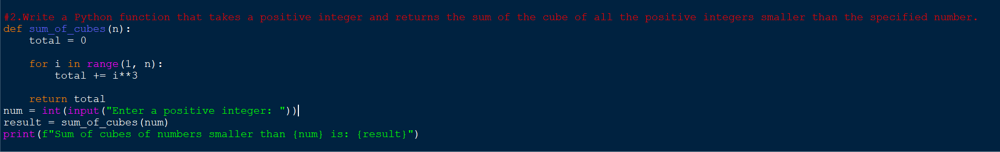 #2.Write a Python function that takes a positive integer and returns the sum of the cube of all the positive integers smaller than the specified number.
def sum_of_cubes(n):
    total = 0
    for i in range(1, n):
        total += i**3
    return total
num = int(input("Enter a positive integer: "))
result = sum_of_cubes(num)
print(f"Sum of cubes of numbers smaller than {num} is: {result}")